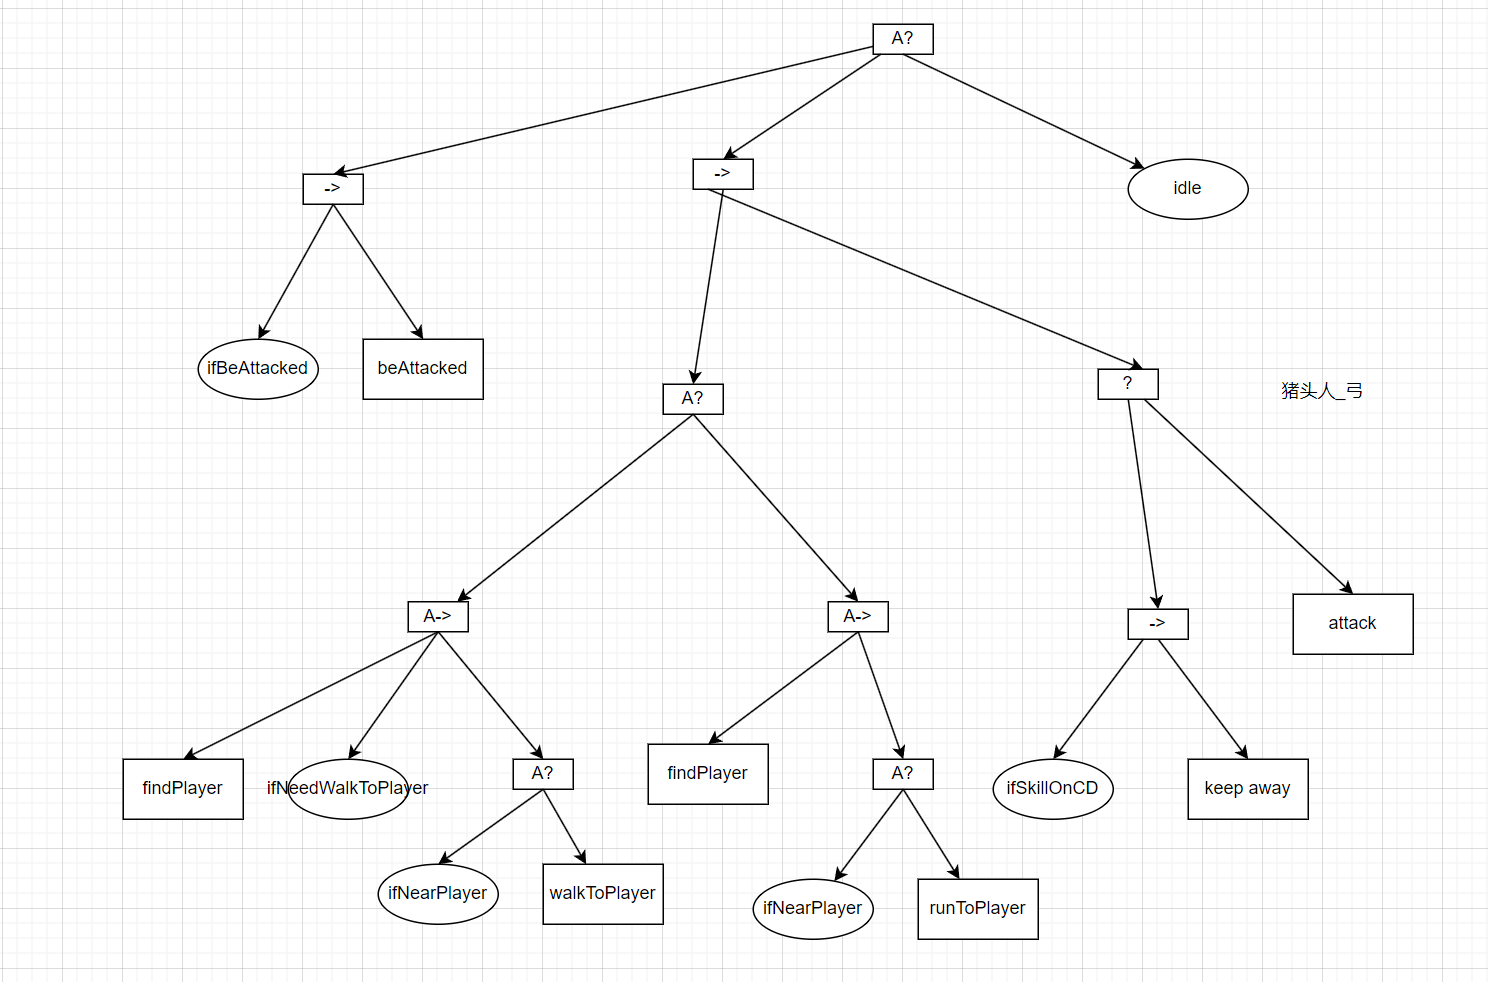 A?
->
->
idle
ifBeAttacked
beAttacked
A?
?
猪头人_弓
A->
A->
->
attack
findPlayer
ifNeedWalkToPlayer
A?
findPlayer
A?
ifSkillOnCD
keep away
ifNearPlayer
walkToPlayer
ifNearPlayer
runToPlayer